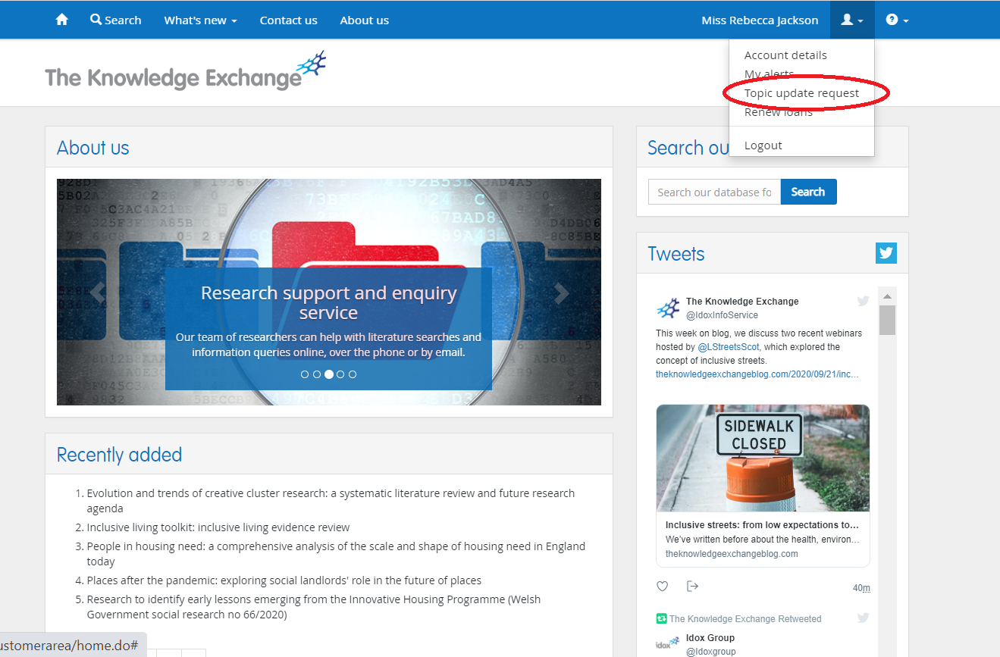 Search
What's new
Contact us
About us
Miss Rebecca Jackson
Account details
My alerts
Topic update request
Renew loans
Logout
The Knowledge Exchange
About us
Research support and enquiry
service
Our team of researchers can help with literature searches and
information queries online, over the phone or by email.
Recently added
1. Evolution and trends of creative cluster research: a systematic literature review and future research
agenda
2. Inclusive living toolkit: inclusive living evidence review
3. People in housing need: a comprehensive analysis of the scale and shape of housing need in England
today
4. Places after the pandemic: exploring social landlords' role in the future of places
5. Research to identify early lessons emerging from the Innovative Housing Programme (Welsh
Government social research no 66/2020)
Search ou
Search our database fo
Search
Tweets
The Knowledge Exchange
@IdoxInfoService
This week on blog, we discuss two recent webinars
hosted by @LStreetsScot, which explored the
concept of inclusive streets.
theknowledgeexchangeblog.com/2020/09/21/inc…
SIDEWALK
CLOSED
Inclusive streets: from low expectations to…
We've written before about the health, environ…
theknowledgeexchangeblog.com
40m
The Knowledge Exchange Retweeted
idox
Idox Group
@Idoxgroup
ustomerarea/home.do#